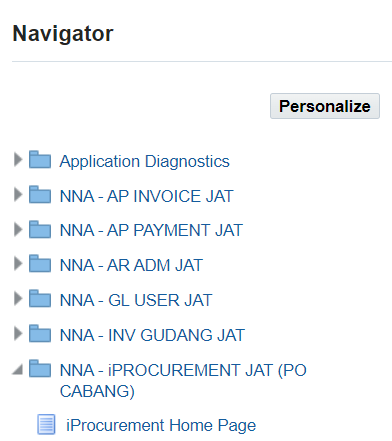 Navigator
Personalize
Application Diagnostics
NNA - AP INVOICE JAT
NNA - AP PAYMENT JAT
NNA - AR ADM JAT
NNA - GL USER JAT
NNA - INV GUDANG JAT
NNA - iPROCUREMENT JAT (PO
CABANG)
iProcurement Home Page